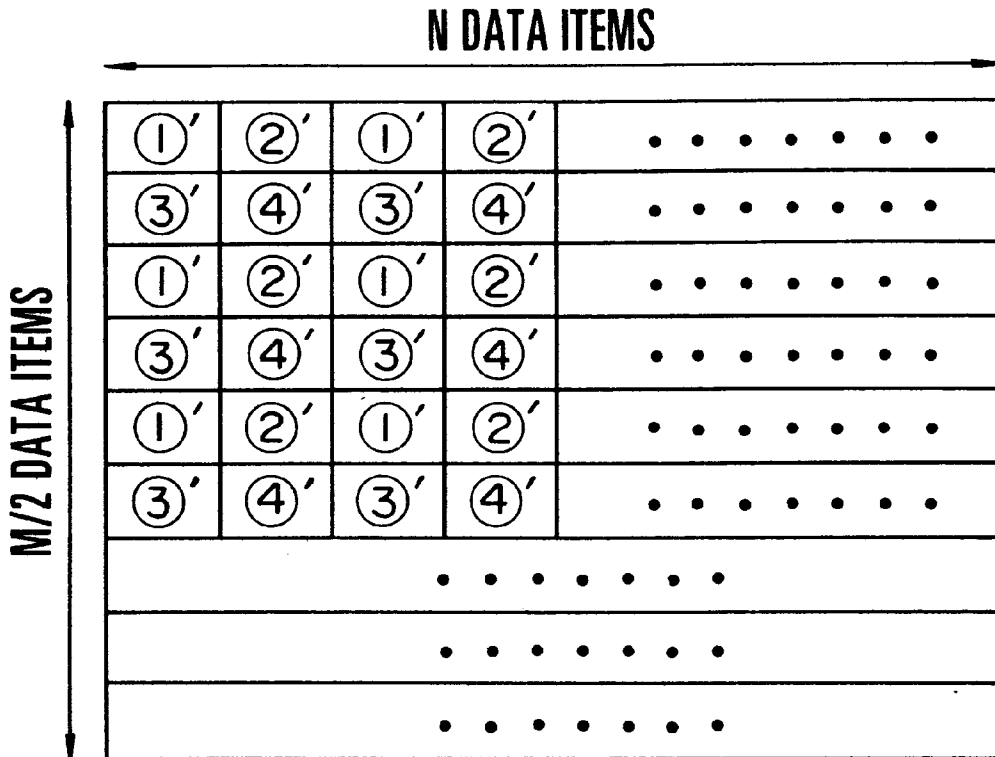 N DATA ITEMS
M/2 DATA ITEMS
①′ ②′ ①′ ②′ • • • • • • •
③′ ④′ ③′ ④′ • • • • • • •
①′ ②′ ①′ ②′ • • • • • • •
③′ ④′ ③′ ④′ • • • • • • •
①′ ②′ ①′ ②′ • • • • • • •
③′ ④′ ③′ ④′ • • • • • • •
• • • • • • •
• • • • • • •
• • • • • • •